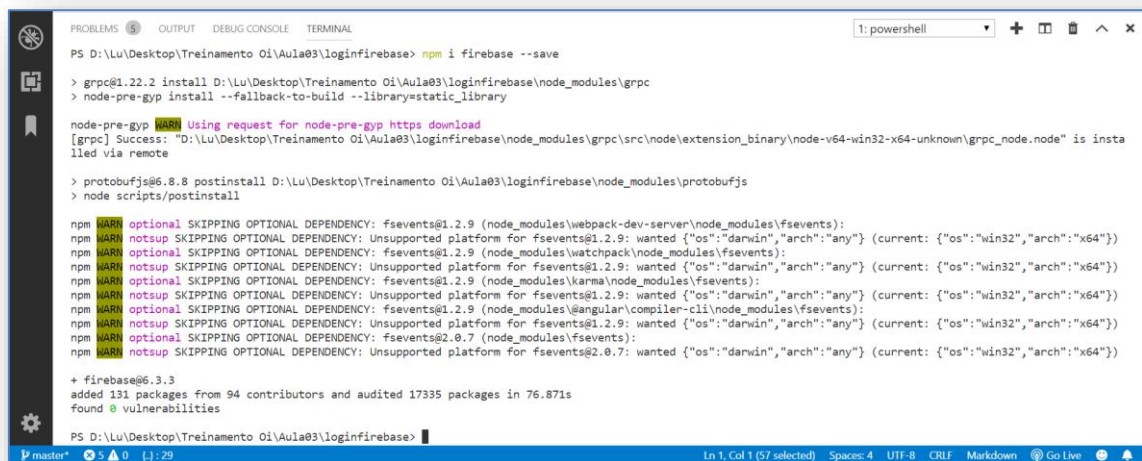 PROBLEMS 5 OUTPUT DEBUG CONSOLE TERMINAL 1: powershell
PS D:\Lu\Desktop\Treinamento Oi\Aula03\loginfirebase> npm i firebase --save
> grpc@1.22.2 install D:\Lu\Desktop\Treinamento Oi\Aula03\loginfirebase\node_modules\grpc
> node-pre-gyp install --fallback-to-build --library=static_library
node-pre-gyp WARN Using request for node-pre-gyp https download
[grpc] Success: "D:\Lu\Desktop\Treinamento Oi\Aula03\loginfirebase\node_modules\grpc\src\node\extension_binary\node-v64-win32-x64-unknown\grpc_node.node" is insta
lled via remote
> protobufjs@6.8.8 postinstall D:\Lu\Desktop\Treinamento Oi\Aula03\loginfirebase\node_modules\protobufjs
> node scripts/postinstall
npm WARN optional SKIPPING OPTIONAL DEPENDENCY: fsevents@1.2.9 (node_modules\webpack-dev-server\node_modules\fsevents):
npm WARN notsup SKIPPING OPTIONAL DEPENDENCY: Unsupported platform for fsevents@1.2.9: wanted {"os":"darwin","arch":"any"} (current: {"os":"win32","arch":"x64"})
npm WARN optional SKIPPING OPTIONAL DEPENDENCY: fsevents@1.2.9 (node_modules\watchpack\node_modules\fsevents):
npm WARN notsup SKIPPING OPTIONAL DEPENDENCY: Unsupported platform for fsevents@1.2.9: wanted {"os":"darwin","arch":"any"} (current: {"os":"win32","arch":"x64"})
npm WARN optional SKIPPING OPTIONAL DEPENDENCY: fsevents@1.2.9 (node_modules\karma\node_modules\fsevents):
npm WARN notsup SKIPPING OPTIONAL DEPENDENCY: Unsupported platform for fsevents@1.2.9: wanted {"os":"darwin","arch":"any"} (current: {"os":"win32","arch":"x64"})
npm WARN optional SKIPPING OPTIONAL DEPENDENCY: fsevents@1.2.9 (node_modules\@angular\compiler-cli\node_modules\fsevents):
npm WARN notsup SKIPPING OPTIONAL DEPENDENCY: Unsupported platform for fsevents@1.2.9: wanted {"os":"darwin","arch":"any"} (current: {"os":"win32","arch":"x64"})
npm WARN optional SKIPPING OPTIONAL DEPENDENCY: fsevents@2.0.7 (node_modules\fsevents):
npm WARN notsup SKIPPING OPTIONAL DEPENDENCY: Unsupported platform for fsevents@2.0.7: wanted {"os":"darwin","arch":"any"} (current: {"os":"win32","arch":"x64"})
+ firebase@6.3.3
added 131 packages from 94 contributors and audited 17335 packages in 76.871s
found 0 vulnerabilities
PS D:\Lu\Desktop\Treinamento Oi\Aula03\loginfirebase>
master* 5 0 {..} : 29 Ln 1, Col 1 (57 selected) Spaces: 4 UTF-8 CRLF Markdown Go Live